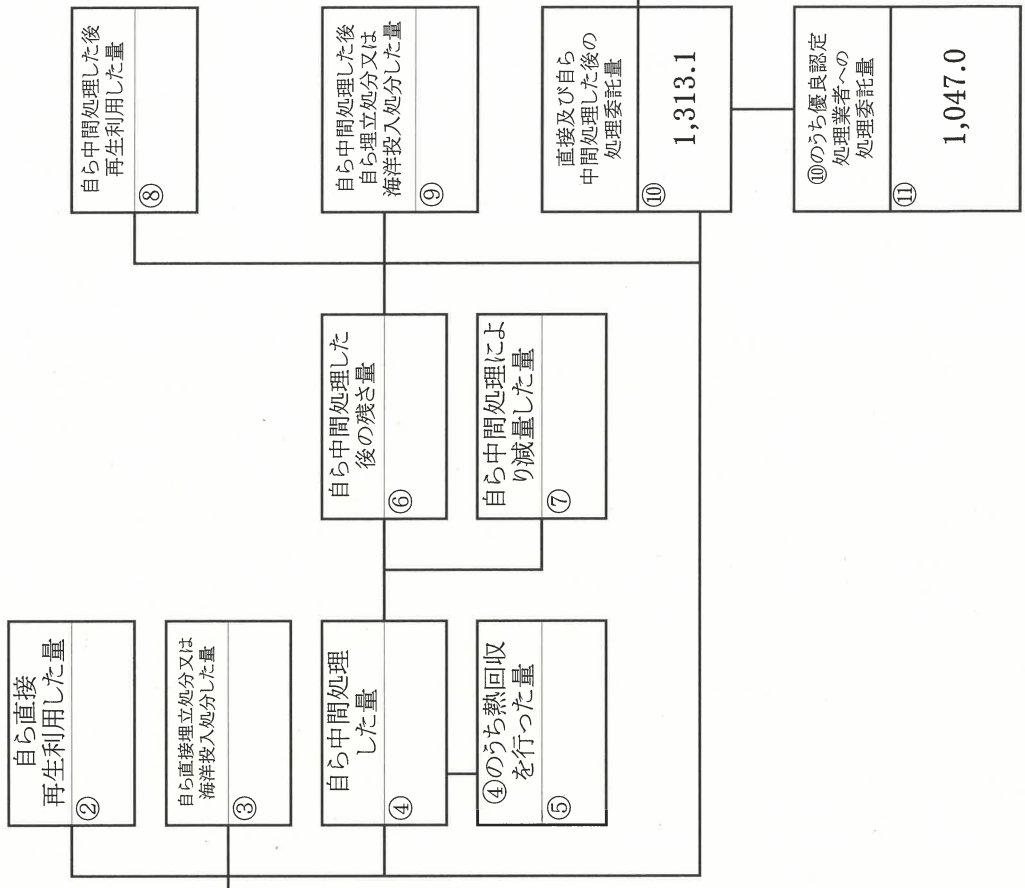 自ら直接
再生利用した量
②
自ら直接埋立処分又は
海洋投入処分した量
③
自ら中間処理
した量
④
④のうち熱回収
を行った量
⑤
自ら中間処理した
後の残さ量
⑥
自ら中間処理によ
り減量した量
⑦
自ら中間処理した後
再生利用した量
⑧
自ら中間処理した後
自ら埋立処分又は
海洋投入処分した量
⑨
直接及び自ら
中間処理した後の
処理委託量
⑩
1,313.1
⑩のうち優良認定
処理業者への
処理委託量
⑪
1,047.0